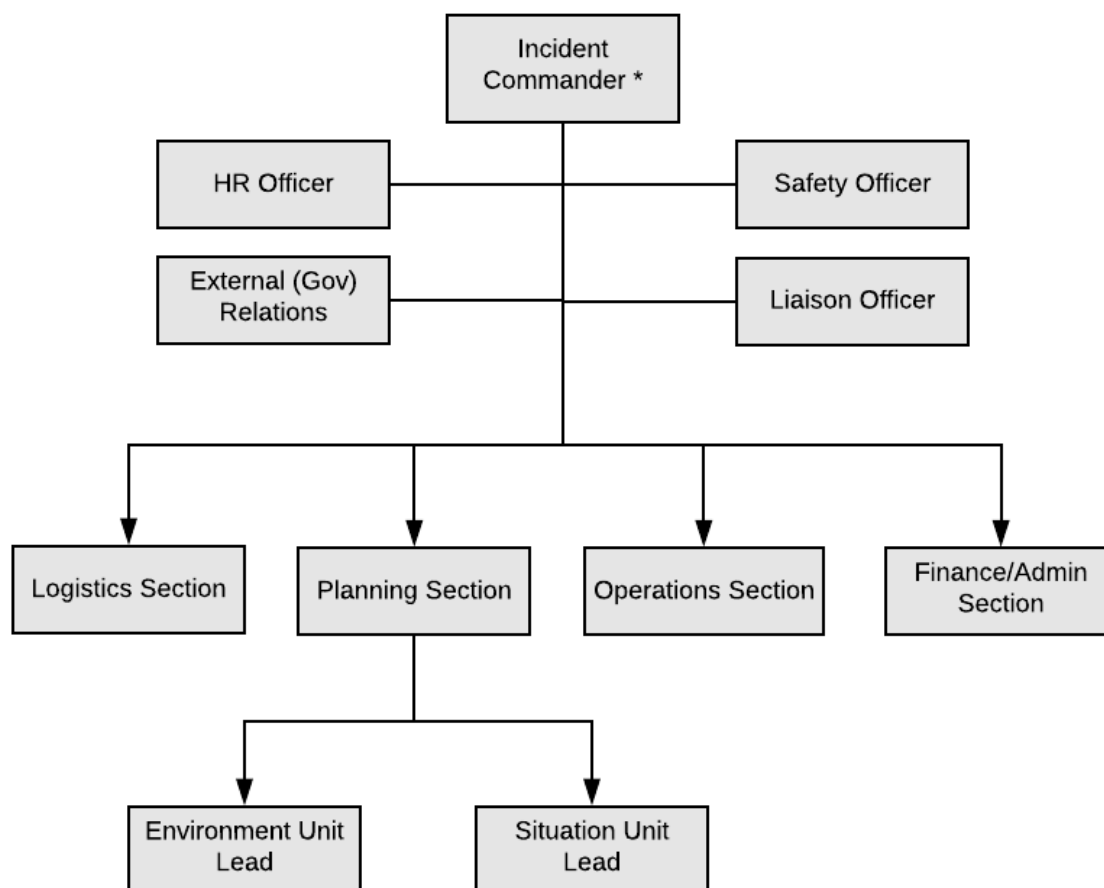 Incident
Commander *
HR Officer
Safety Officer
External (Gov)
Relations
Liaison Officer
Logistics Section
Planning Section
Operations Section
Finance/Admin
Section
Environment Unit
Lead
Situation Unit
Lead